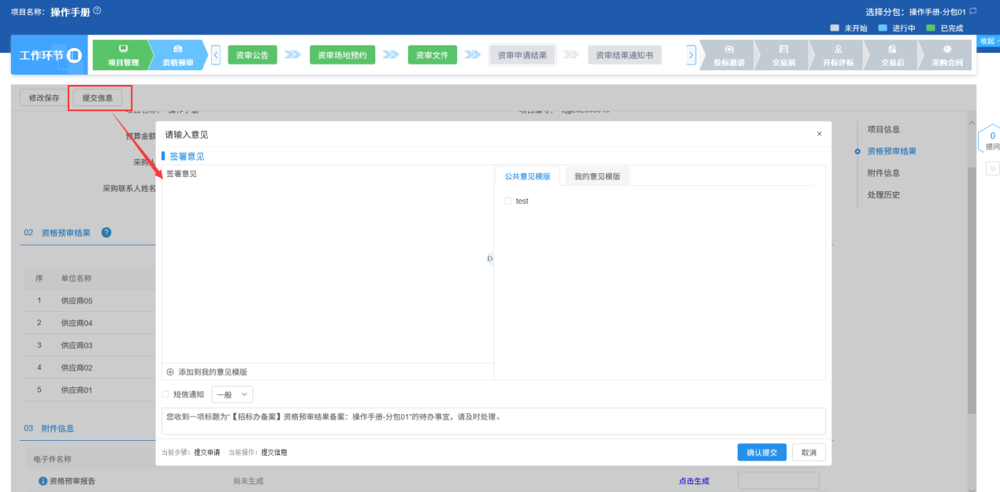 项目名称: 操作手册
选择分包: 操作手册-分包01
未开始 进行中 已完成
收起
工作环节
项目管理 资格预审 资审公告 资审场地预约 资审文件 资审申请结果 资审结果通知书 投标邀请 交易前 开标评标 交易后 采购合同
修改保存 提交信息
预算金额
采购人
采购联系人姓名
项目信息
资格预审结果
附件信息
处理历史
0
提问
请输入意见 ×
签署意见
签署意见
公共意见模版 我的意见模版
test
02 资格预审结果
序 单位名称
1 供应商05
2 供应商04
3 供应商03
4 供应商02
5 供应商01
添加到我的意见模版
短信通知 一般
您收到一项标题为“【招标办备案】资格预审结果备案：操作手册-分包01”的待办事宜，请及时处理。
03 附件信息
当前步骤: 提交申请 当前操作: 提交信息
确认提交 取消
电子件名称
资格预审报告 尚未生成 点击生成